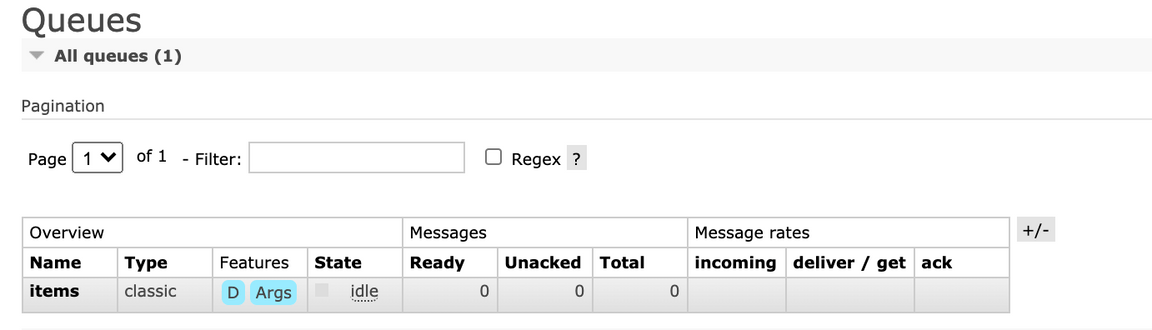 Queues
All queues (1)
Pagination
Page 1 of 1 - Filter: Regex ?
Overview Messages Message rates +/-
Name Type Features State Ready Unacked Total incoming deliver / get ack
items classic D Args idle 0 0 0